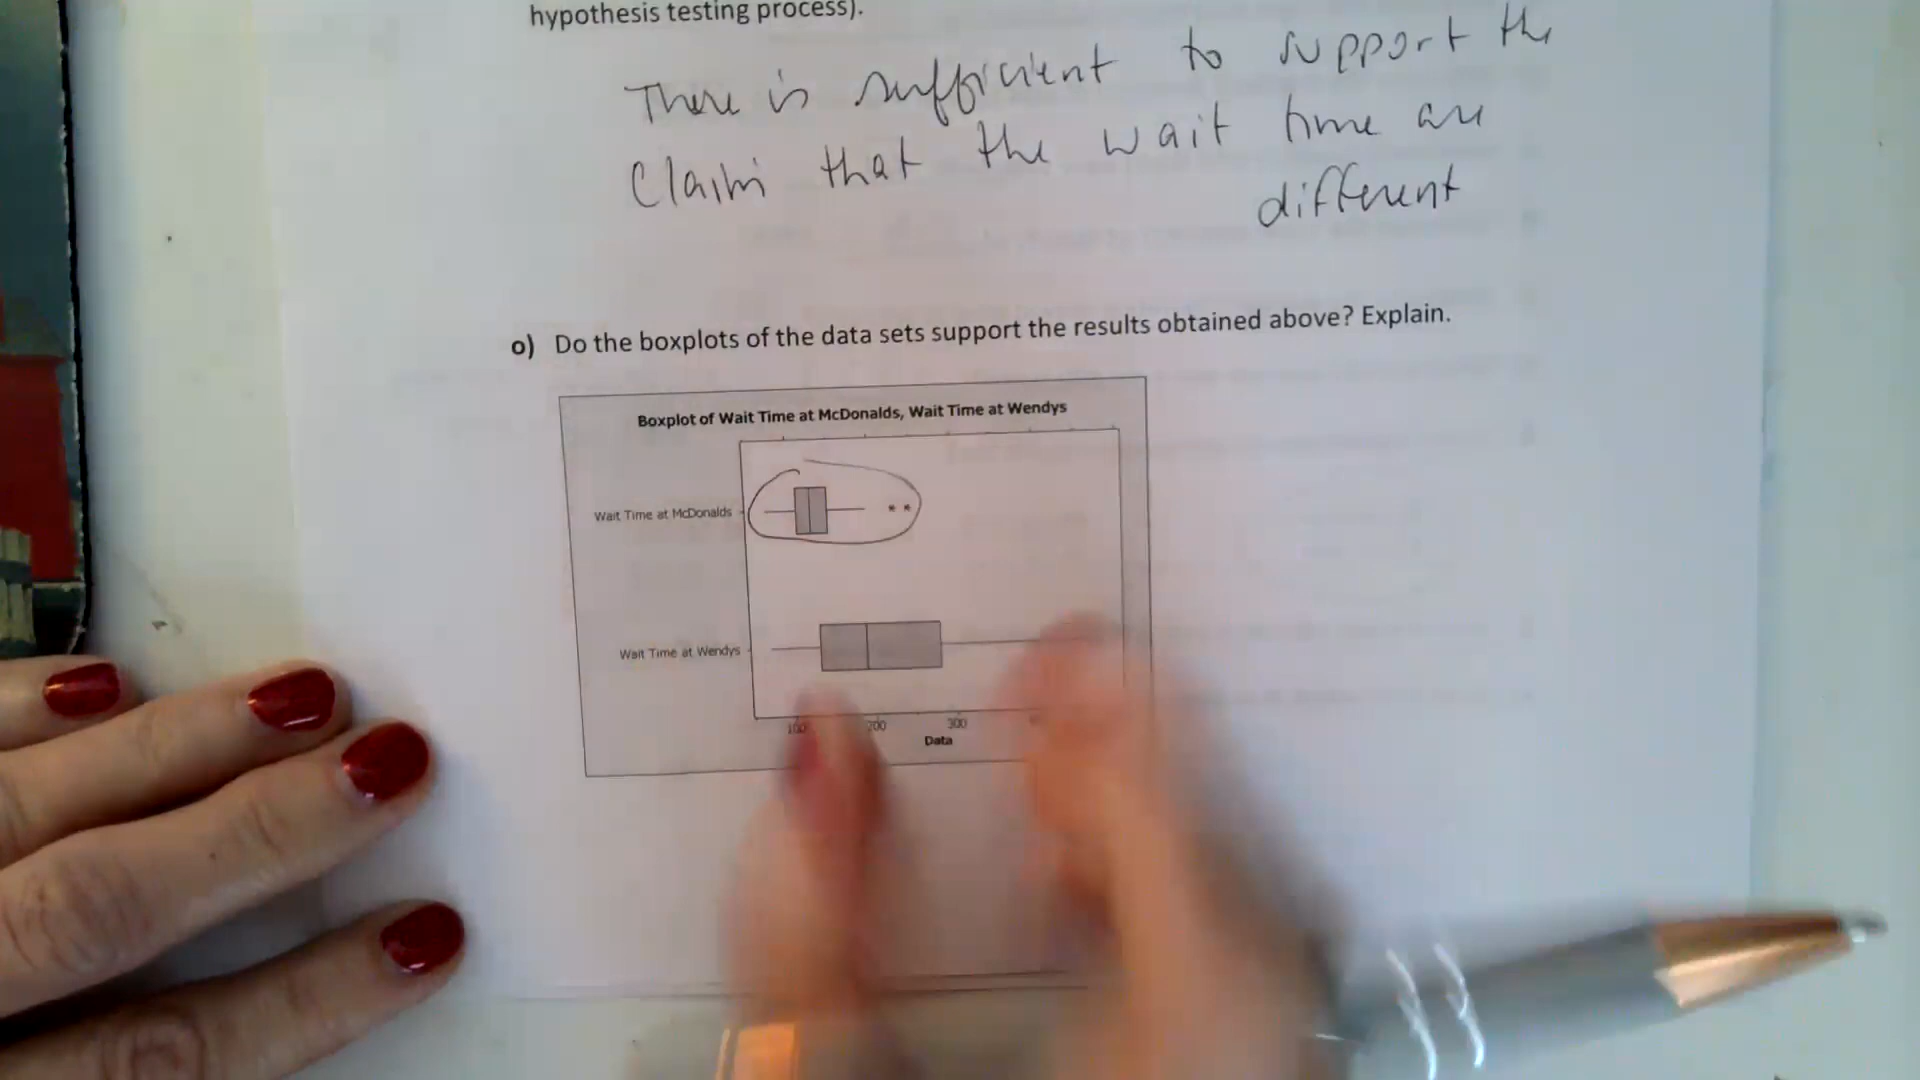 hypothesis testing process).
There is sufficient to support the
Claim that the wait time are
different
o) Do the boxplots of the data sets support the results obtained above? Explain.
Boxplot of Wait Time at McDonalds, Wait Time at Wendys
Wait Time at McDonalds
* *
Wait Time at Wendys
100 200 300
Data